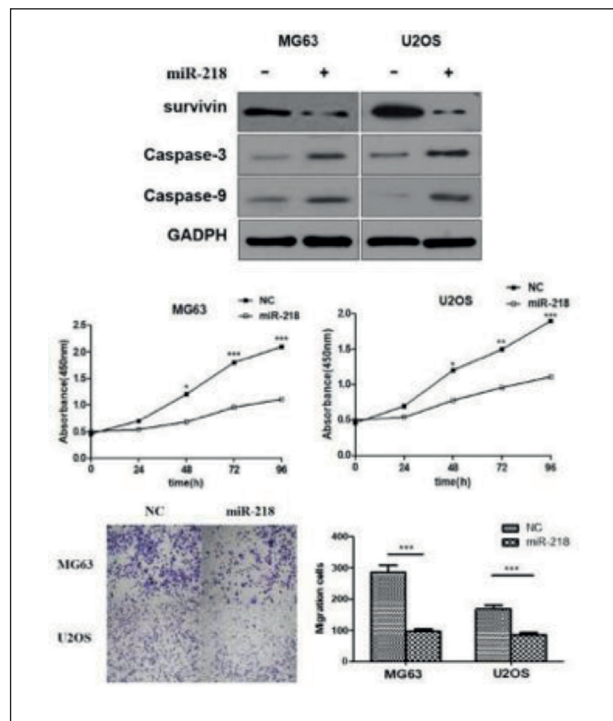 MG63 U2OS
miR-218 - + - +
survivin
Caspase-3
Caspase-9
GADPH
MG63
NC
miR-218
Absorbance(450nm)
2.5
2.0
1.5
1.0
0.5
0.0
* *** ***
0 24 48 72 96
time(h)
U2OS
NC
miR-218
Absorbance(450nm)
2.0
1.5
1.0
0.5
0.0
* ** ***
0 24 48 72 96
time(h)
NC miR-218
MG63
U2OS
Migration cells
400
300
200
100
0
NC
miR-218
*** ***
MG63 U2OS